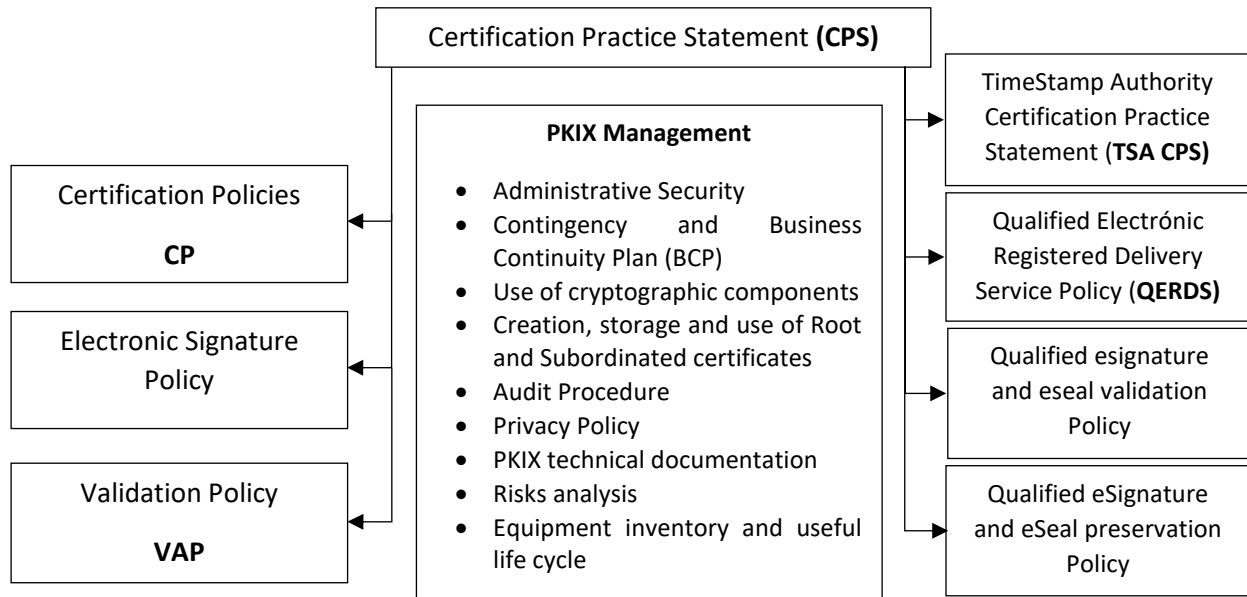 Certification Practice Statement (CPS)
TimeStamp Authority
Certification Practice
Statement (TSA CPS)
PKIX Management
Certification Policies
CP
• Administrative Security
• Contingency and Business
Continuity Plan (BCP)
• Use of cryptographic components
• Creation, storage and use of Root
and Subordinated certificates
• Audit Procedure
• Privacy Policy
• PKIX technical documentation
• Risks analysis
• Equipment inventory and useful
life cycle
Qualified Electrónic
Registered Delivery
Service Policy (QERDS)
Electronic Signature
Policy
Qualified esignature
and eseal validation
Policy
Validation Policy
VAP
Qualified eSignature
and eSeal preservation
Policy